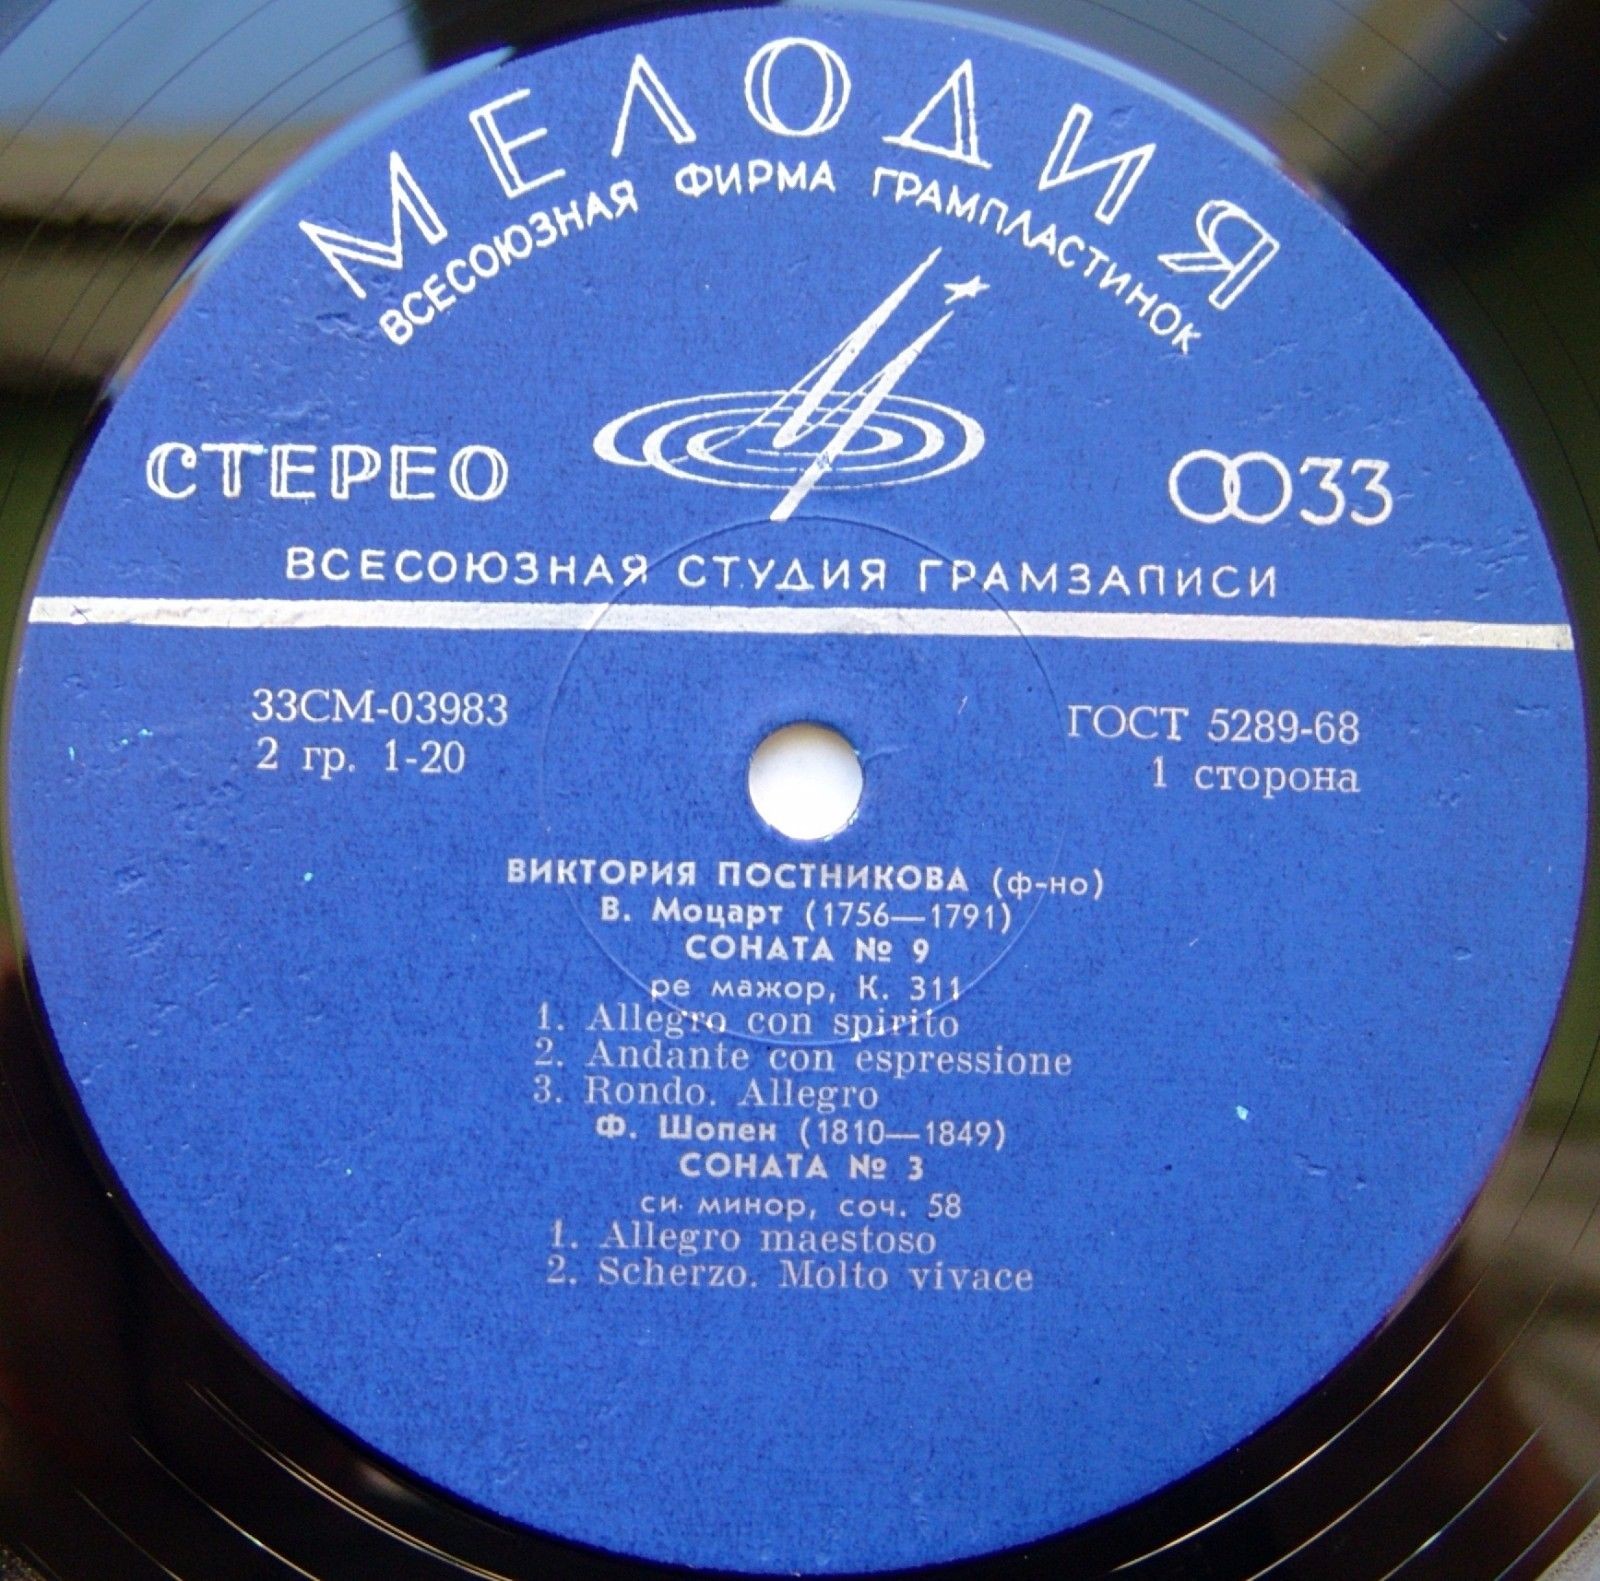 МЕЛОДИЯ
ВСЕСОЮЗНАЯ ФИРМА ГРАМПЛАСТИНОК
СТЕРЕО
33
ВСЕСОЮЗНАЯ СТУДИЯ ГРАМЗАПИСИ
33СМ-03983
2 гр. 1-20
ГОСТ 5289-68
1 сторона
ВИКТОРИЯ ПОСТНИКОВА (ф-но)
В. Моцарт (1756—1791)
СОНАТА № 9
ре мажор, К. 311
1. Allegro con spirito
2. Andante con espressione
3. Rondo. Allegro
Ф. Шопен (1810—1849)
СОНАТА № 3
си минор, соч. 58
1. Allegro maestoso
2. Scherzo. Molto vivace